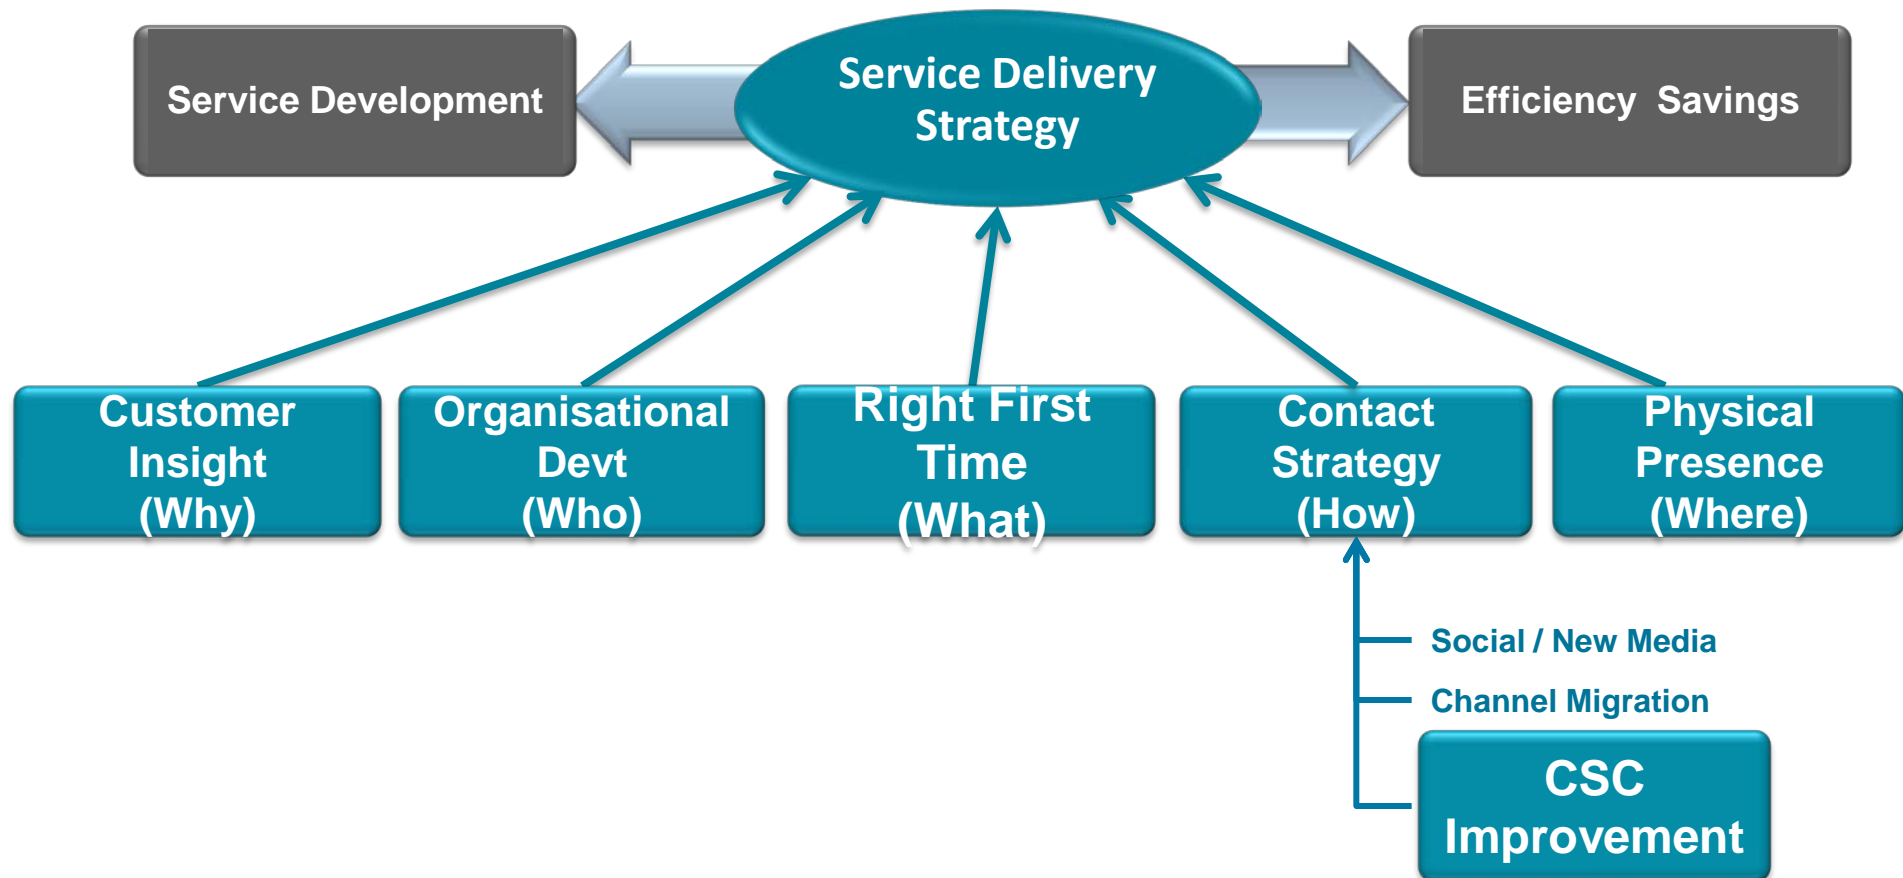 Service Development
Service Delivery
Strategy
Efficiency Savings
Customer
Insight
(Why)
Organisational
Devt
(Who)
Right First
Time
(What)
Contact
Strategy
(How)
Physical
Presence
(Where)
Social / New Media
Channel Migration
CSC
Improvement